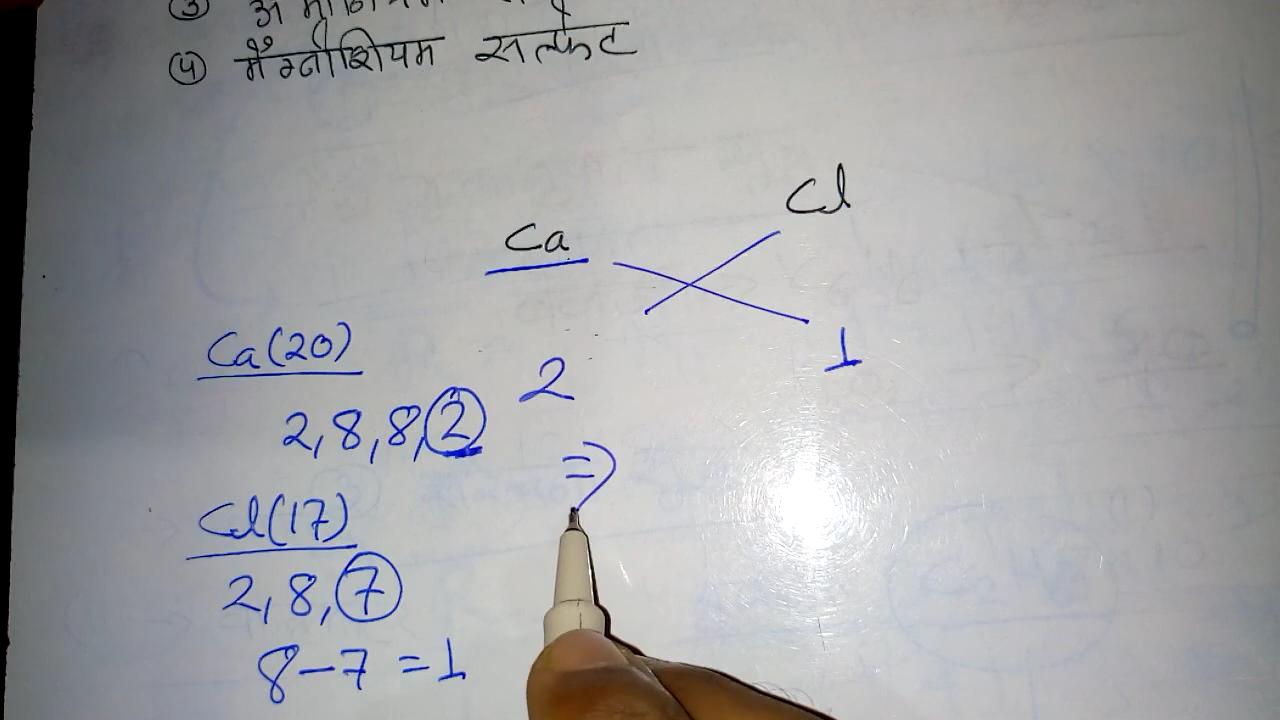 ③
④ मैग्नीशियम सल्फेट
Ca Cl
2 1
⇒
Ca(20)
2,8,8,2
Cl(17)
2,8,7
8-7=1